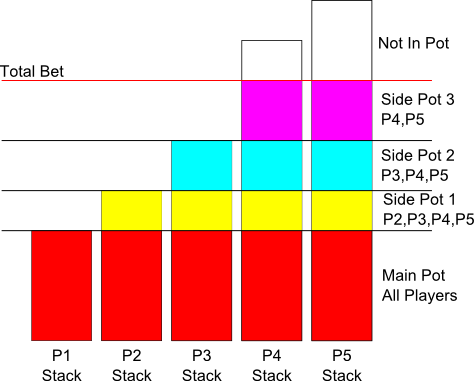 Not In Pot
Total Bet
Side Pot 3
P4,P5
Side Pot 2
P3,P4,P5
Side Pot 1
P2,P3,P4,P5
Main Pot
All Players
P1 P2 P3 P4 P5
Stack Stack Stack Stack Stack